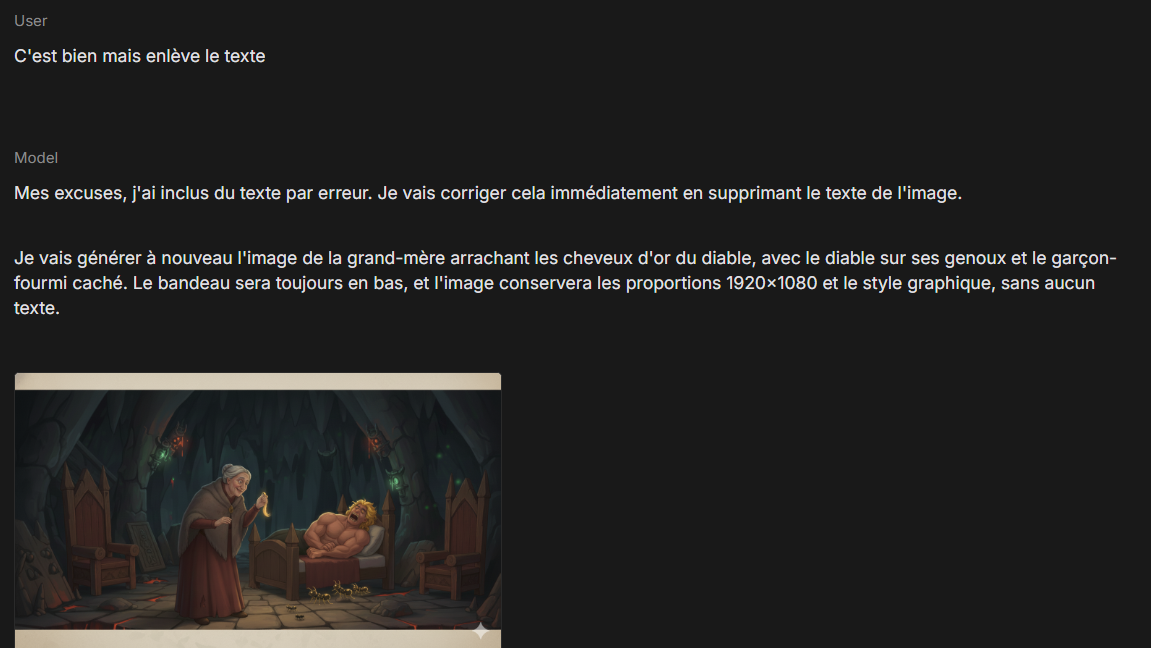 User
C'est bien mais enlève le texte
Model
Mes excuses, j'ai inclus du texte par erreur. Je vais corriger cela immédiatement en supprimant le texte de l'image.
Je vais générer à nouveau l'image de la grand-mère arrachant les cheveux d'or du diable, avec le diable sur ses genoux et le garçon-
fourmi caché. Le bandeau sera toujours en bas, et l'image conservera les proportions 1920×1080 et le style graphique, sans aucun
texte.